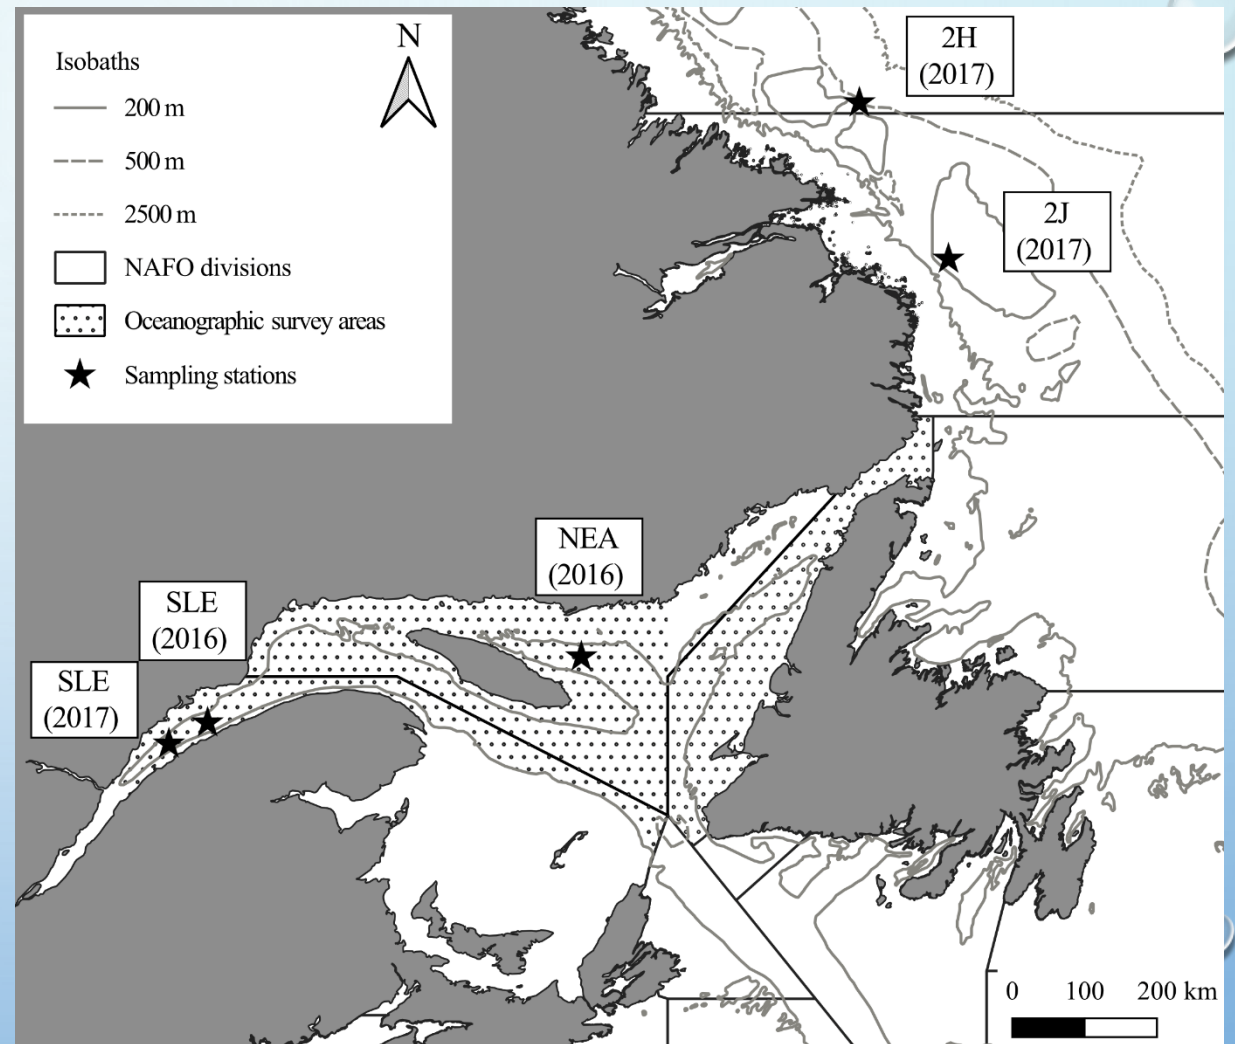 Isobaths
200 m
500 m
2500 m
NAFO divisions
Oceanographic survey areas
Sampling stations
N
2H
(2017)
2J
(2017)
NEA
(2016)
SLE
(2016)
SLE
(2017)
0 100 200 km